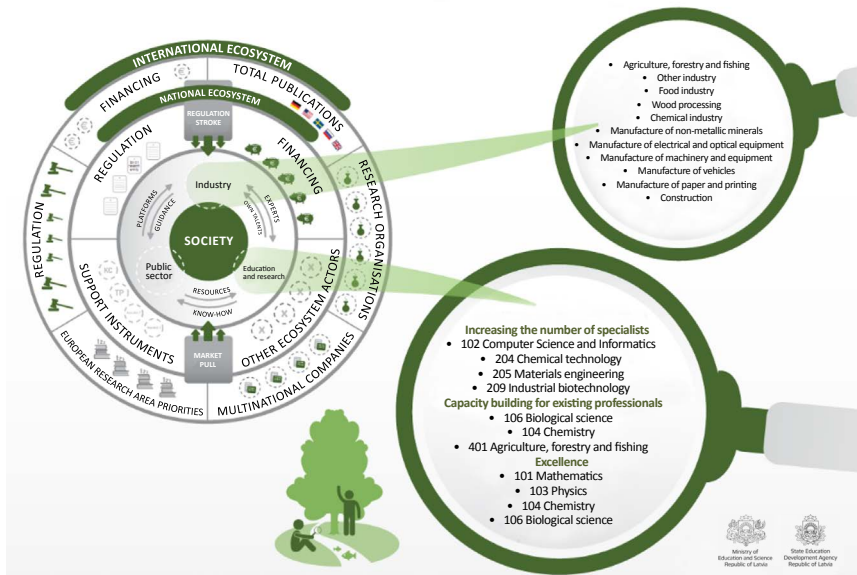 INTERNATIONAL ECOSYSTEM
FINANCING
TOTAL PUBLICATIONS
NATIONAL ECOSYSTEM
REGULATION
STROKE
REGULATION
FINANCING
RESEARCH ORGANISATIONS
REGULATION
Industry
PLATFORMS
GUIDANCE
EXPERTS
OWN TALENTS
SOCIETY
Public
sector
Education
and research
RESOURCES
KNOW-HOW
SUPPORT INSTRUMENTS
OTHER ECOSYSTEM ACTORS
MARKET
PULL
EUROPEAN RESEARCH AREA PRIORITIES
MULTINATIONAL COMPANIES
• Agriculture, forestry and fishing
• Other industry
• Food industry
• Wood processing
• Chemical industry
• Manufacture of non-metallic minerals
• Manufacture of electrical and optical equipment
• Manufacture of machinery and equipment
• Manufacture of vehicles
• Manufacture of paper and printing
• Construction
Increasing the number of specialists
• 102 Computer Science and Informatics
• 204 Chemical technology
• 205 Materials engineering
• 209 Industrial biotechnology
Capacity building for existing professionals
• 106 Biological science
• 104 Chemistry
• 401 Agriculture, forestry and fishing
Excellence
• 101 Mathematics
• 103 Physics
• 104 Chemistry
• 106 Biological science
Ministry of
Education and Science
Republic of Latvia
State Education
Development Agency
Republic of Latvia